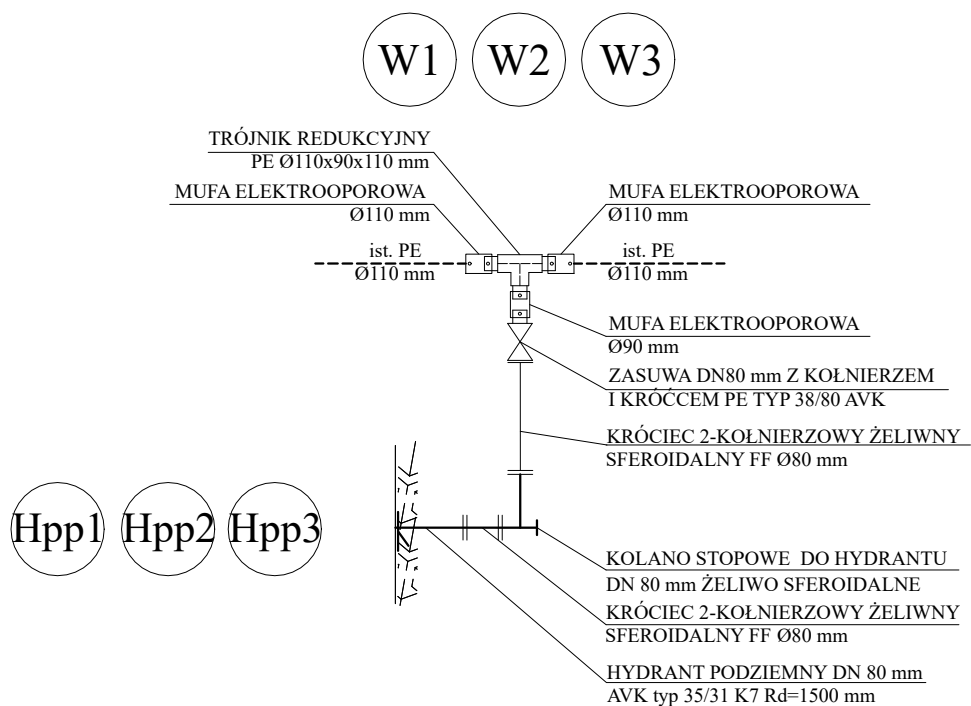 W1 W2 W3
TRÓJNIK REDUKCYJNY
PE Ø110x90x110 mm
MUFA ELEKTROOPOROWA
Ø110 mm
MUFA ELEKTROOPOROWA
Ø110 mm
ist. PE
Ø110 mm
ist. PE
Ø110 mm
MUFA ELEKTROOPOROWA
Ø90 mm
ZASUWA DN80 mm Z KOŁNIERZEM
I KRÓĆCEM PE TYP 38/80 AVK
KRÓCIEC 2-KOŁNIERZOWY ŻELIWNY
SFEROIDALNY FF Ø80 mm
Hpp1 Hpp2 Hpp3
KOLANO STOPOWE DO HYDRANTU
DN 80 mm ŻELIWO SFEROIDALNE
KRÓCIEC 2-KOŁNIERZOWY ŻELIWNY
SFEROIDALNY FF Ø80 mm
HYDRANT PODZIEMNY DN 80 mm
AVK typ 35/31 K7 Rd=1500 mm